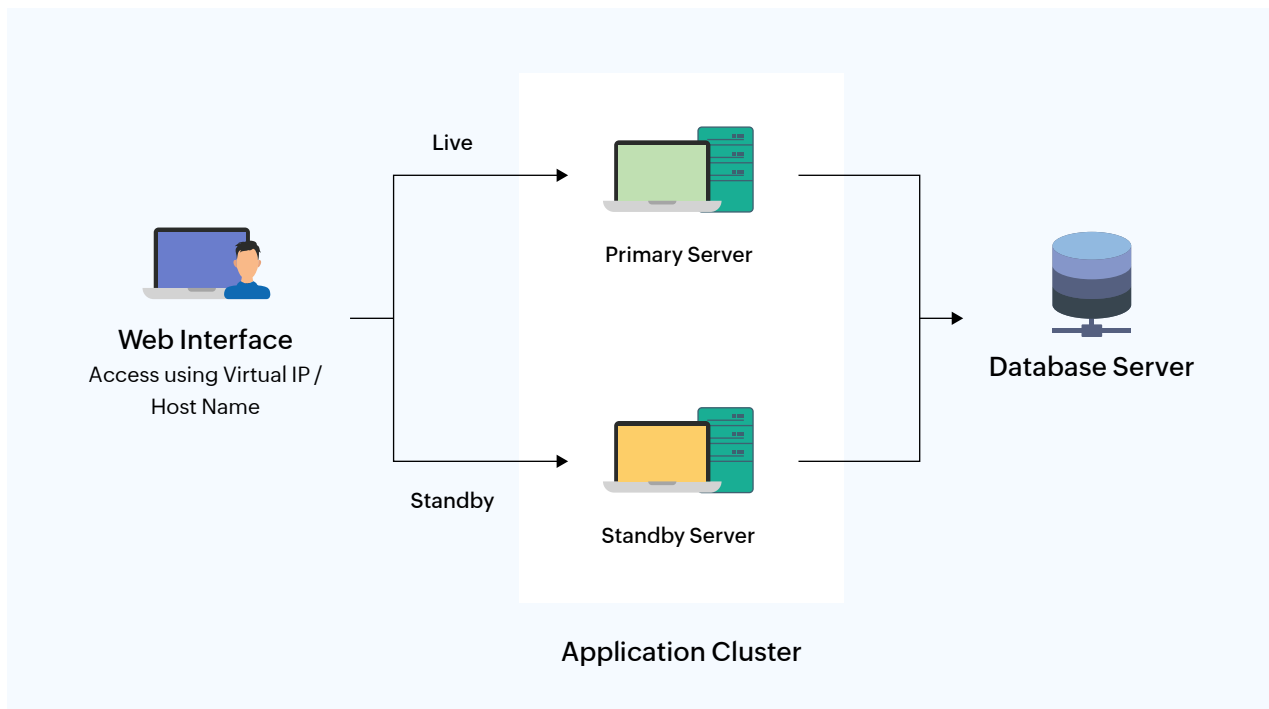 Live
Primary Server
Web Interface
Access using Virtual IP /
Host Name
Database Server
Standby
Standby Server
Application Cluster